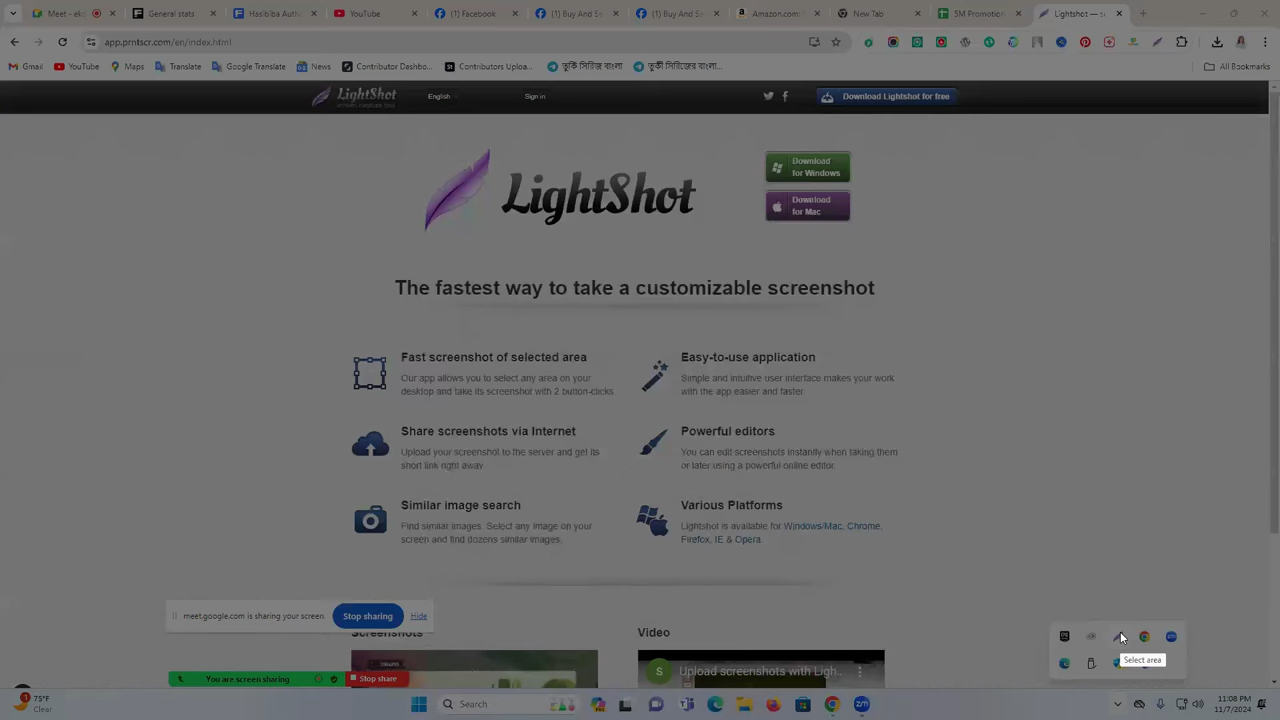 Meet - eko
General stats
Hasibiba Auth
YouTube
(1) Facebook
(1) Buy And Se
(1) Buy And Se
Amazon.com:
New Tab
5M Promotion
Lightshot — s
app.prntscr.com/en/index.html
Gmail
YouTube
Maps
Translate
Google Translate
News
Contributor Dashbo...
Contributors Uploa...
তুর্কি সিরিজ বাংলা
তুর্কী সিরিজের বাংলা...
All Bookmarks
LightShot
English
Sign in
Download Lightshot for free
LightShot
Download
for Windows
Download
for Mac
The fastest way to take a customizable screenshot
Fast screenshot of selected area
Our app allows you to select any area on your
desktop and take its screenshot with 2 button-clicks.
Easy-to-use application
Simple and intuitive user interface makes your work
with the app easier and faster.
Share screenshots via Internet
Upload your screenshot to the server and get its
short link right away.
Powerful editors
You can edit screenshots instantly when taking them
or later using a powerful online editor.
Similar image search
Find similar images. Select any image on your
screen and find dozens similar images.
Various Platforms
Lightshot is available for Windows/Mac, Chrome,
Firefox, IE & Opera.
meet.google.com is sharing your screen.
Stop sharing
Hide
Screenshots
Video
Select area
S
Upload screenshots with Ligh...
You are screen sharing
Stop share
1
75°F
Clear
Search
11:08 PM
11/7/2024